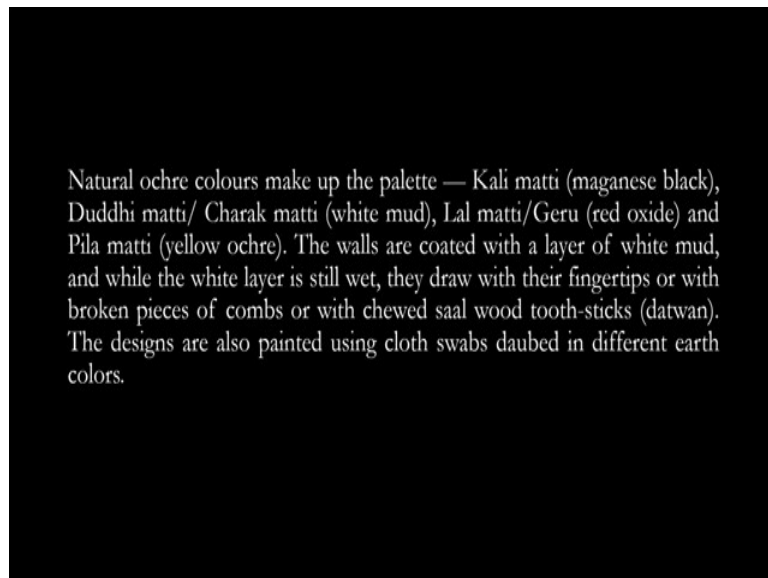 Natural ochre colours make up the palette — Kali matti (maganese black),
Duddhi matti/ Charak matti (white mud), Lal matti/Geru (red oxide) and
Pila matti (yellow ochre). The walls are coated with a layer of white mud,
and while the white layer is still wet, they draw with their fingertips or with
broken pieces of combs or with chewed saal wood tooth-sticks (datwan).
The designs are also painted using cloth swabs daubed in different earth
colors.